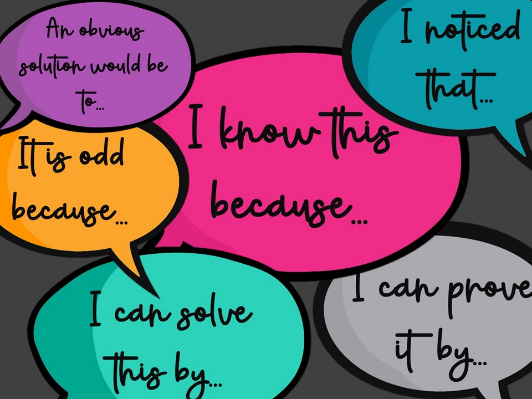 An obvious
solution would be
to...
I noticed
that...
I know this
because...
It is odd
because...
I can solve
this by...
I can prove
it by...